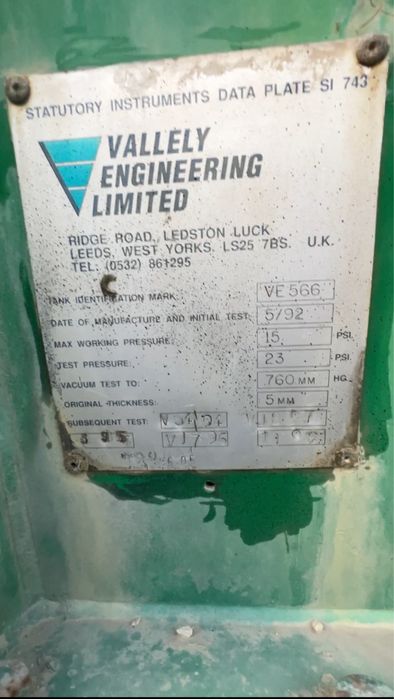 STATUTORY INSTRUMENTS DATA PLATE SI 743
VALLELY
ENGINEERING
LIMITED
RIDGE ROAD, LEDSTON LUCK
LEEDS, WEST YORKS. LS25 7BS. U.K.
TEL: (0532) 861295
TANK IDENTIFICATION MARK: VE566
DATE OF MANUFACTURE AND INITIAL TEST: 5/92
MAX WORKING PRESSURE: 15 PSI.
TEST PRESSURE: 23 PSI.
VACUUM TEST TO: 760 MM HG.
ORIGINAL THICKNESS: 5 MM
SUBSEQUENT TEST: